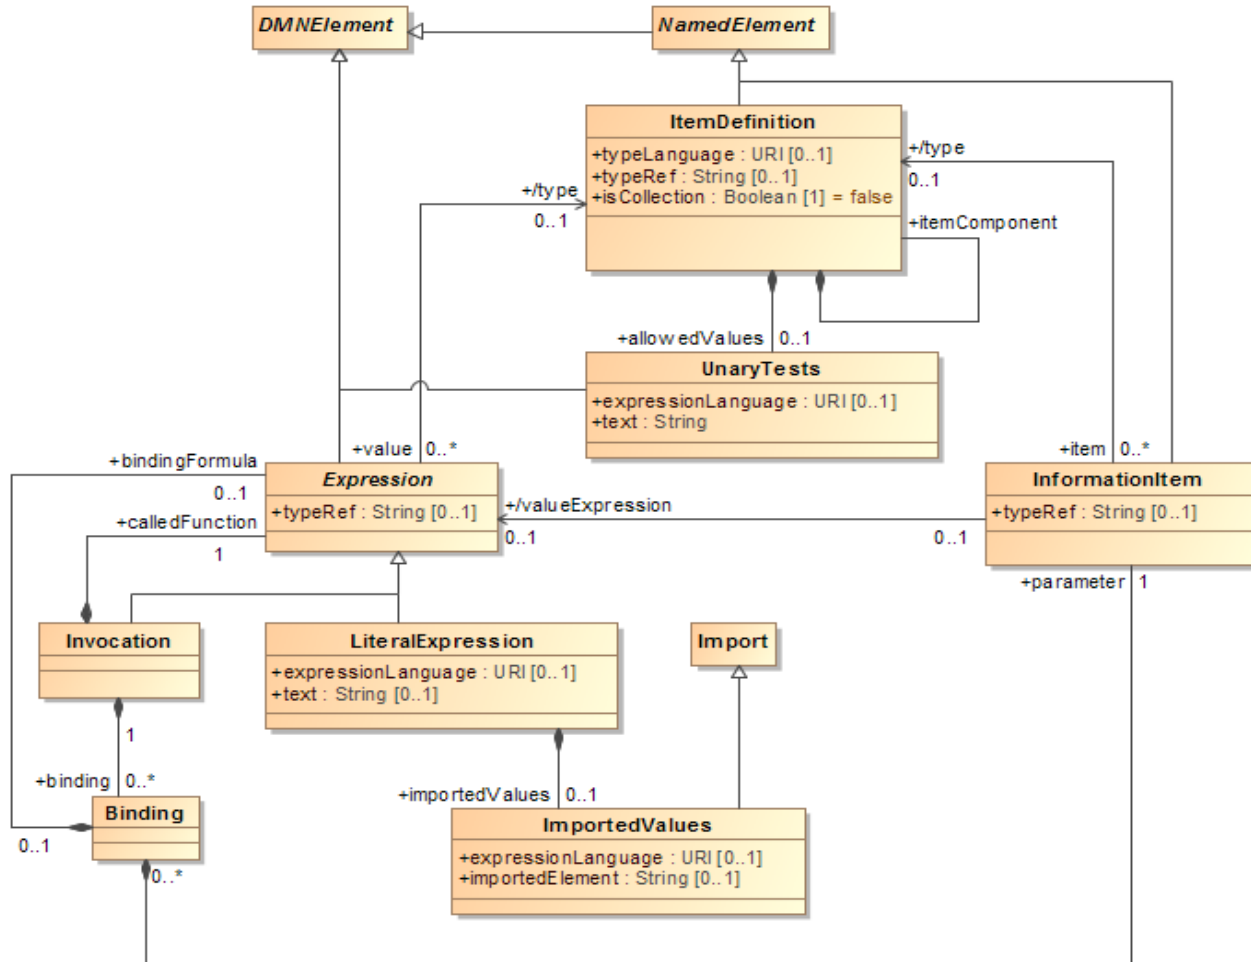 DMNElement
NamedElement
ItemDefinition
+typeLanguage : URI [0..1]
+typeRef : String [0..1]
+isCollection : Boolean [1] = false
+/type
0..1
+/type
0..1
+itemComponent
+allowedValues
0..1
UnaryTests
+expressionLanguage : URI [0..1]
+text : String
+value
0..*
+item
0..*
+bindingFormula
0..1
Expression
+typeRef : String [0..1]
+/valueExpression
0..1
0..1
InformationItem
+typeRef : String [0..1]
+calledFunction
1
+parameter
1
Invocation
LiteralExpression
+expressionLanguage : URI [0..1]
+text : String [0..1]
Import
1
+binding
0..*
+importedValues
0..1
Binding
0..1
0..*
ImportedValues
+expressionLanguage : URI [0..1]
+importedElement : String [0..1]